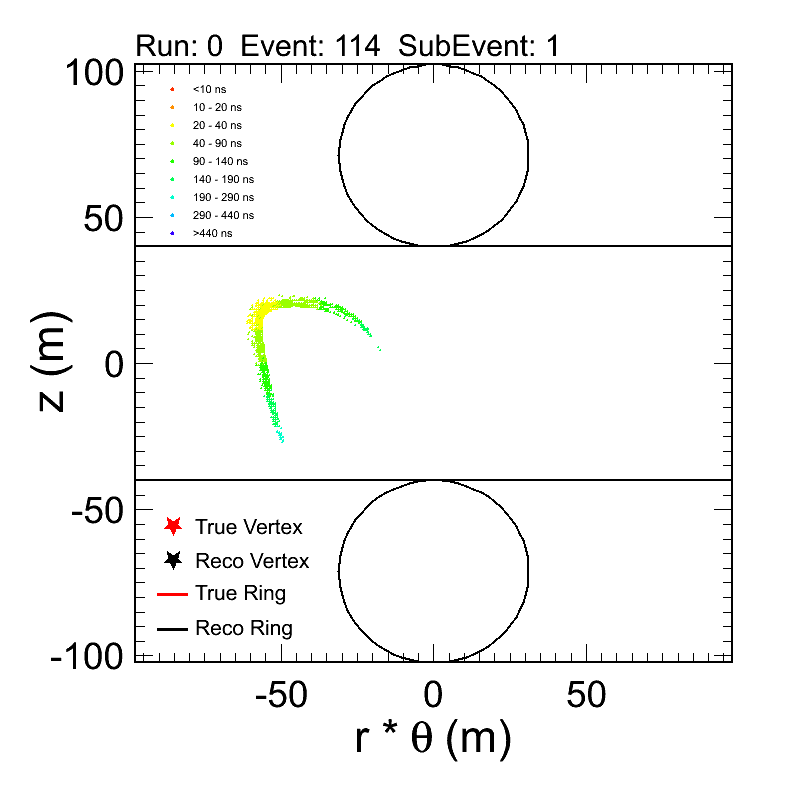 Run: 0 Event: 114 SubEvent: 1
100
<10 ns
10 - 20 ns
20 - 40 ns
40 - 90 ns
90 - 140 ns
140 - 190 ns
190 - 290 ns
290 - 440 ns
>440 ns
50
0
z (m)
-50
True Vertex
Reco Vertex
True Ring
Reco Ring
-100
-50 0 50
r * θ (m)